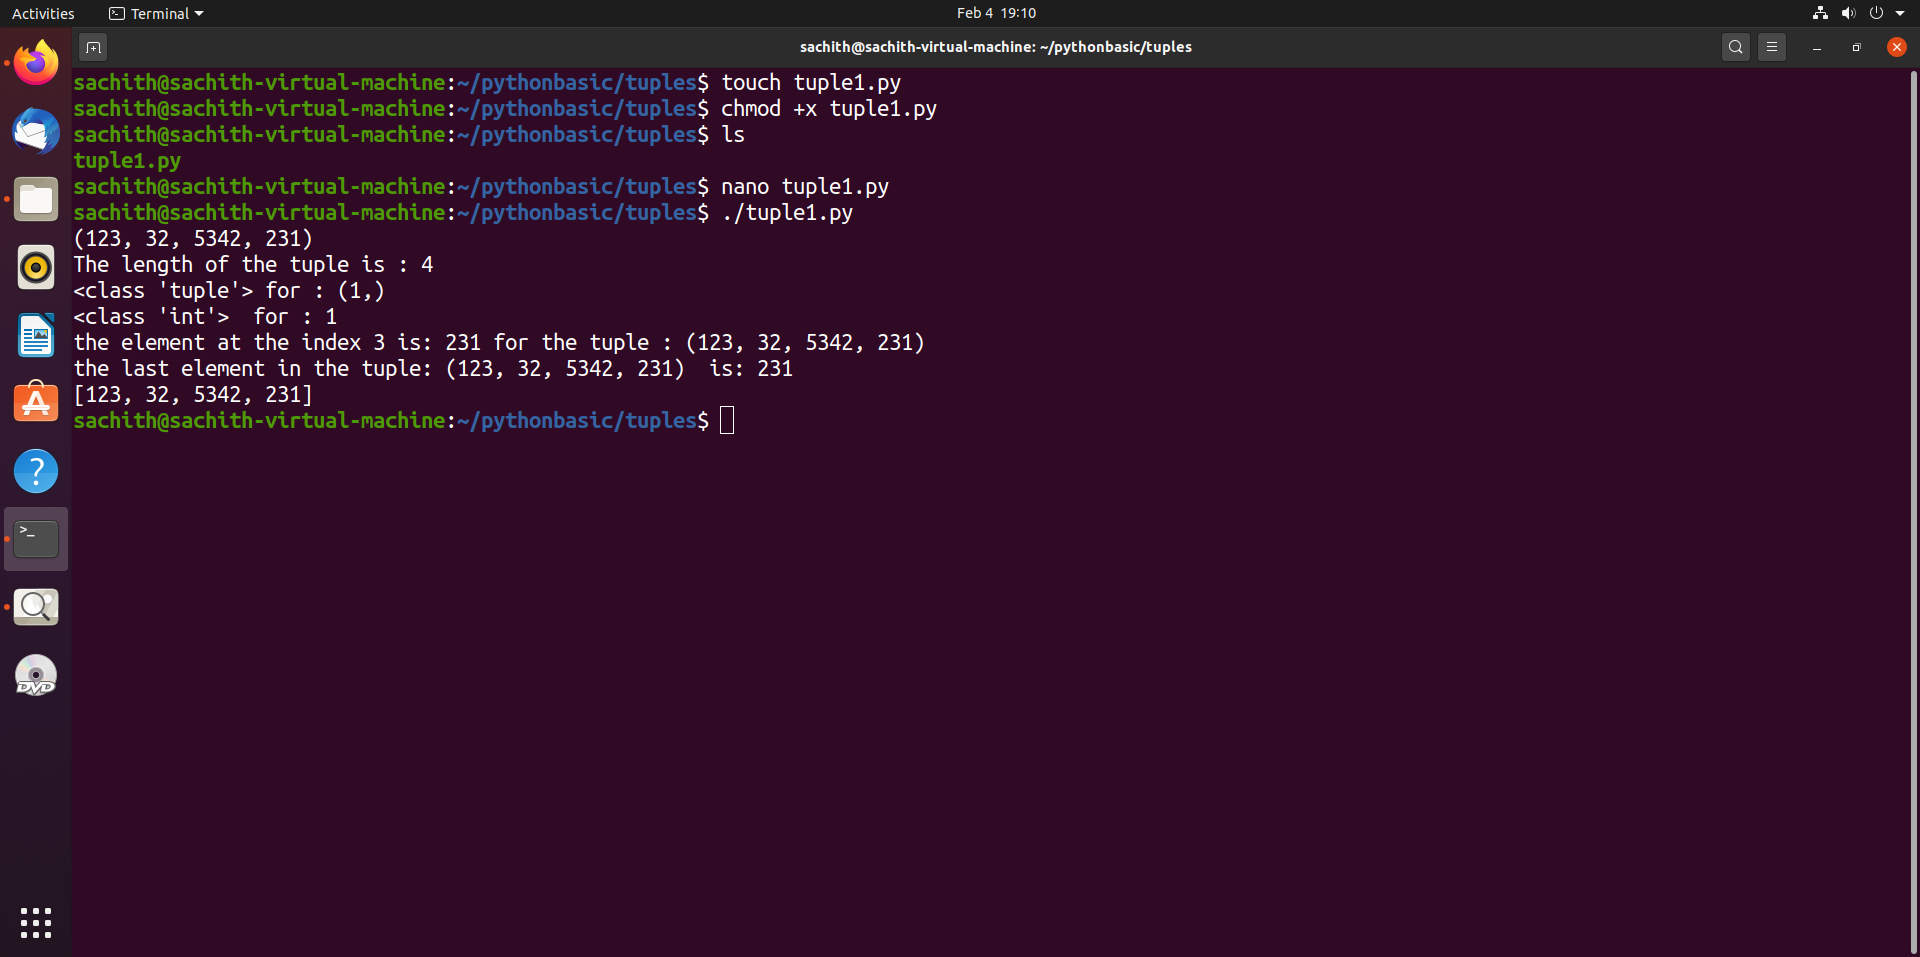 Activities Terminal Feb 4 19:10
sachith@sachith-virtual-machine: ~/pythonbasic/tuples
sachith@sachith-virtual-machine:~/pythonbasic/tuples$ touch tuple1.py
sachith@sachith-virtual-machine:~/pythonbasic/tuples$ chmod +x tuple1.py
sachith@sachith-virtual-machine:~/pythonbasic/tuples$ ls
tuple1.py
sachith@sachith-virtual-machine:~/pythonbasic/tuples$ nano tuple1.py
sachith@sachith-virtual-machine:~/pythonbasic/tuples$ ./tuple1.py
(123, 32, 5342, 231)
The length of the tuple is : 4
<class 'tuple'> for : (1,)
<class 'int'>  for : 1
the element at the index 3 is: 231 for the tuple : (123, 32, 5342, 231)
the last element in the tuple: (123, 32, 5342, 231)  is: 231
[123, 32, 5342, 231]
sachith@sachith-virtual-machine:~/pythonbasic/tuples$
?
>_
DVD